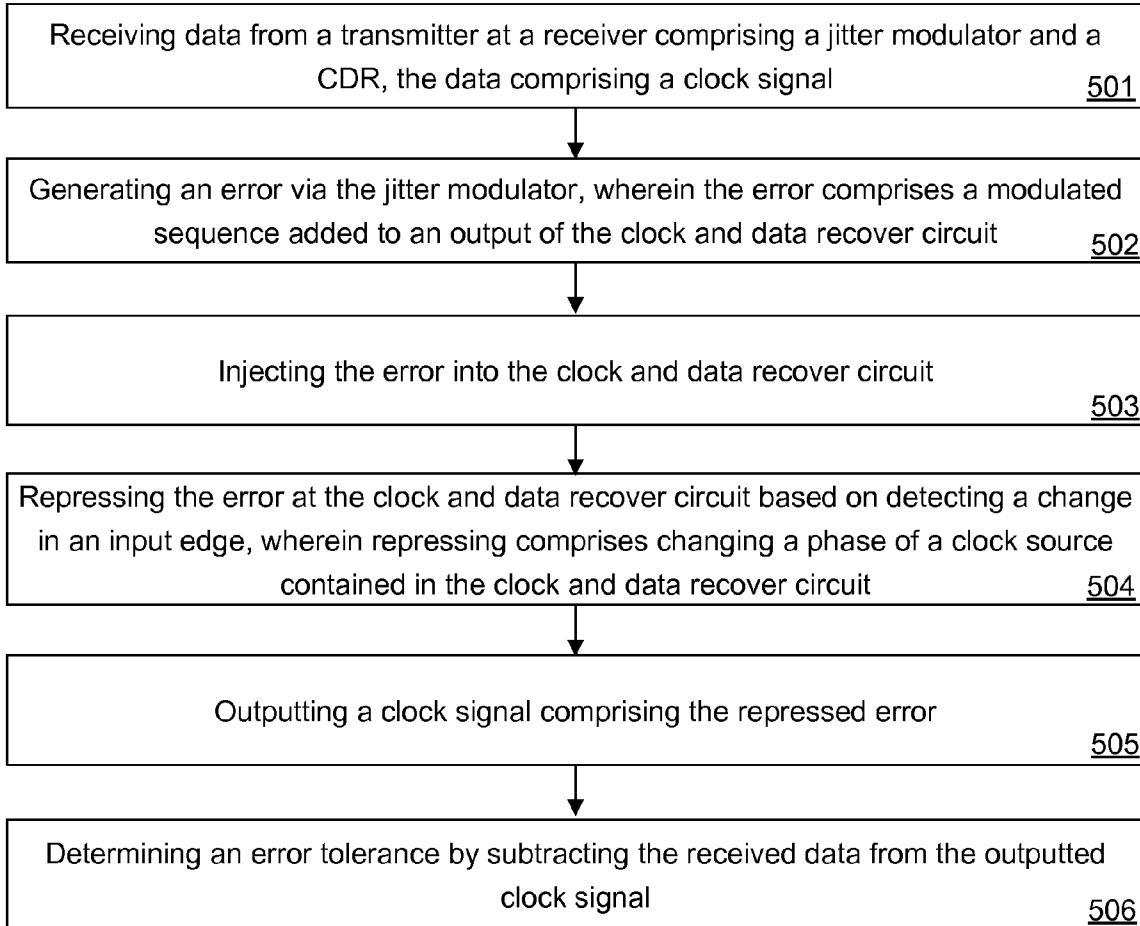 Receiving data from a transmitter at a receiver comprising a jitter modulator and a
CDR, the data comprising a clock signal
501
Generating an error via the jitter modulator, wherein the error comprises a modulated
sequence added to an output of the clock and data recover circuit
502
Injecting the error into the clock and data recover circuit
503
Repressing the error at the clock and data recover circuit based on detecting a change
in an input edge, wherein repressing comprises changing a phase of a clock source
contained in the clock and data recover circuit
504
Outputting a clock signal comprising the repressed error
505
Determining an error tolerance by subtracting the received data from the outputted
clock signal
506